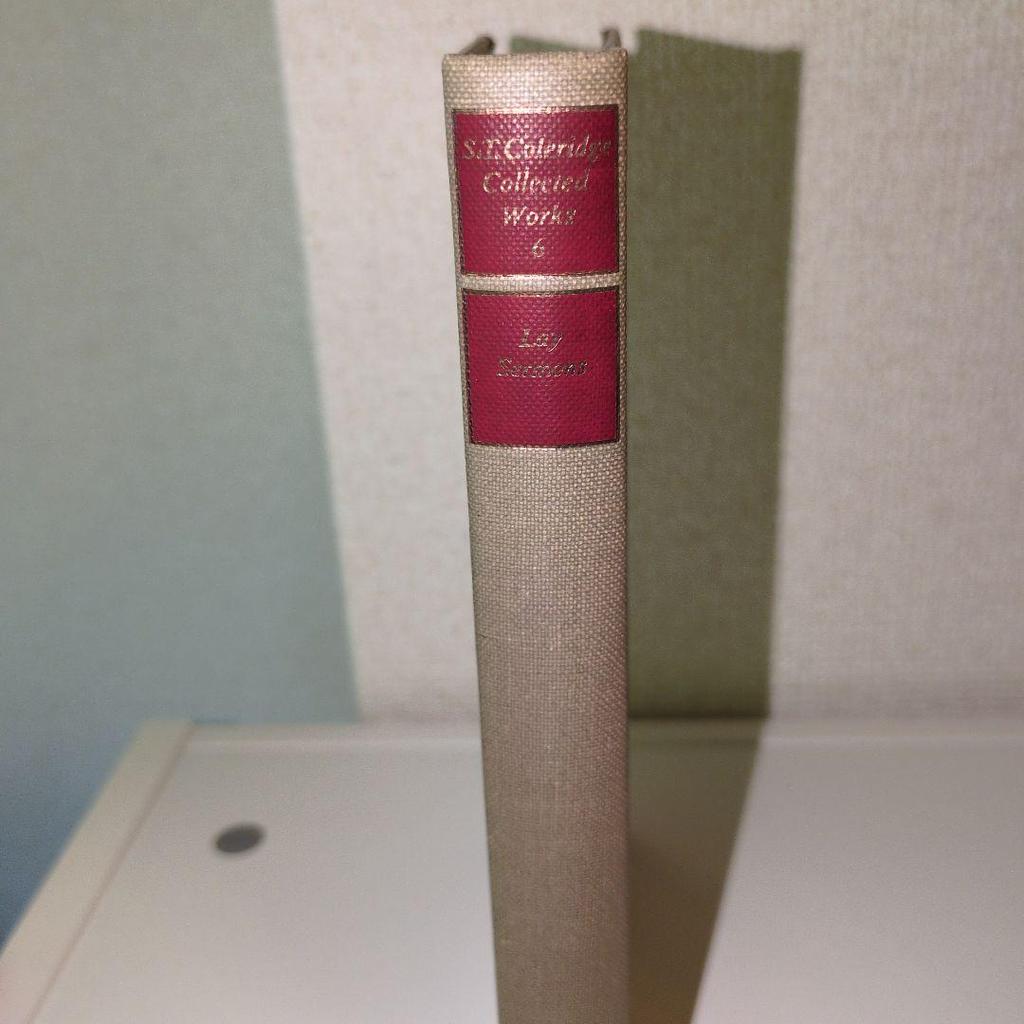 S.T. Coleridge
Collected
Works
6
Lay
Sermons